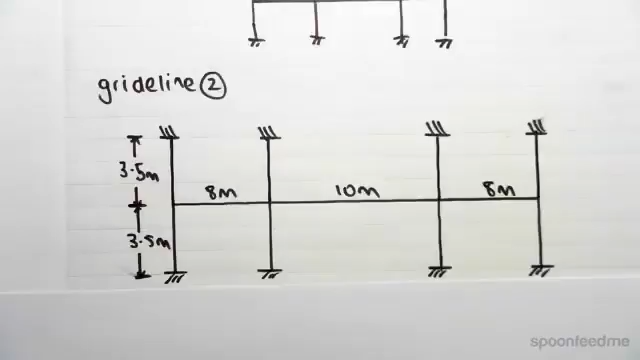 grideline ②
3.5m
8m 10m 8m
3.5m
spoonfeedme